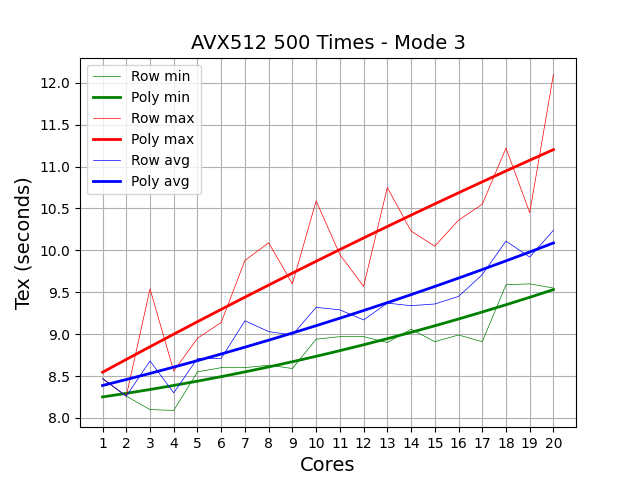 AVX512 500 Times - Mode 3
Row min
Poly min
Row max
Poly max
Row avg
Poly avg
Tex (seconds)
12.0
11.5
11.0
10.5
10.0
9.5
9.0
8.5
8.0
1 2 3 4 5 6 7 8 9 10 11 12 13 14 15 16 17 18 19 20
Cores